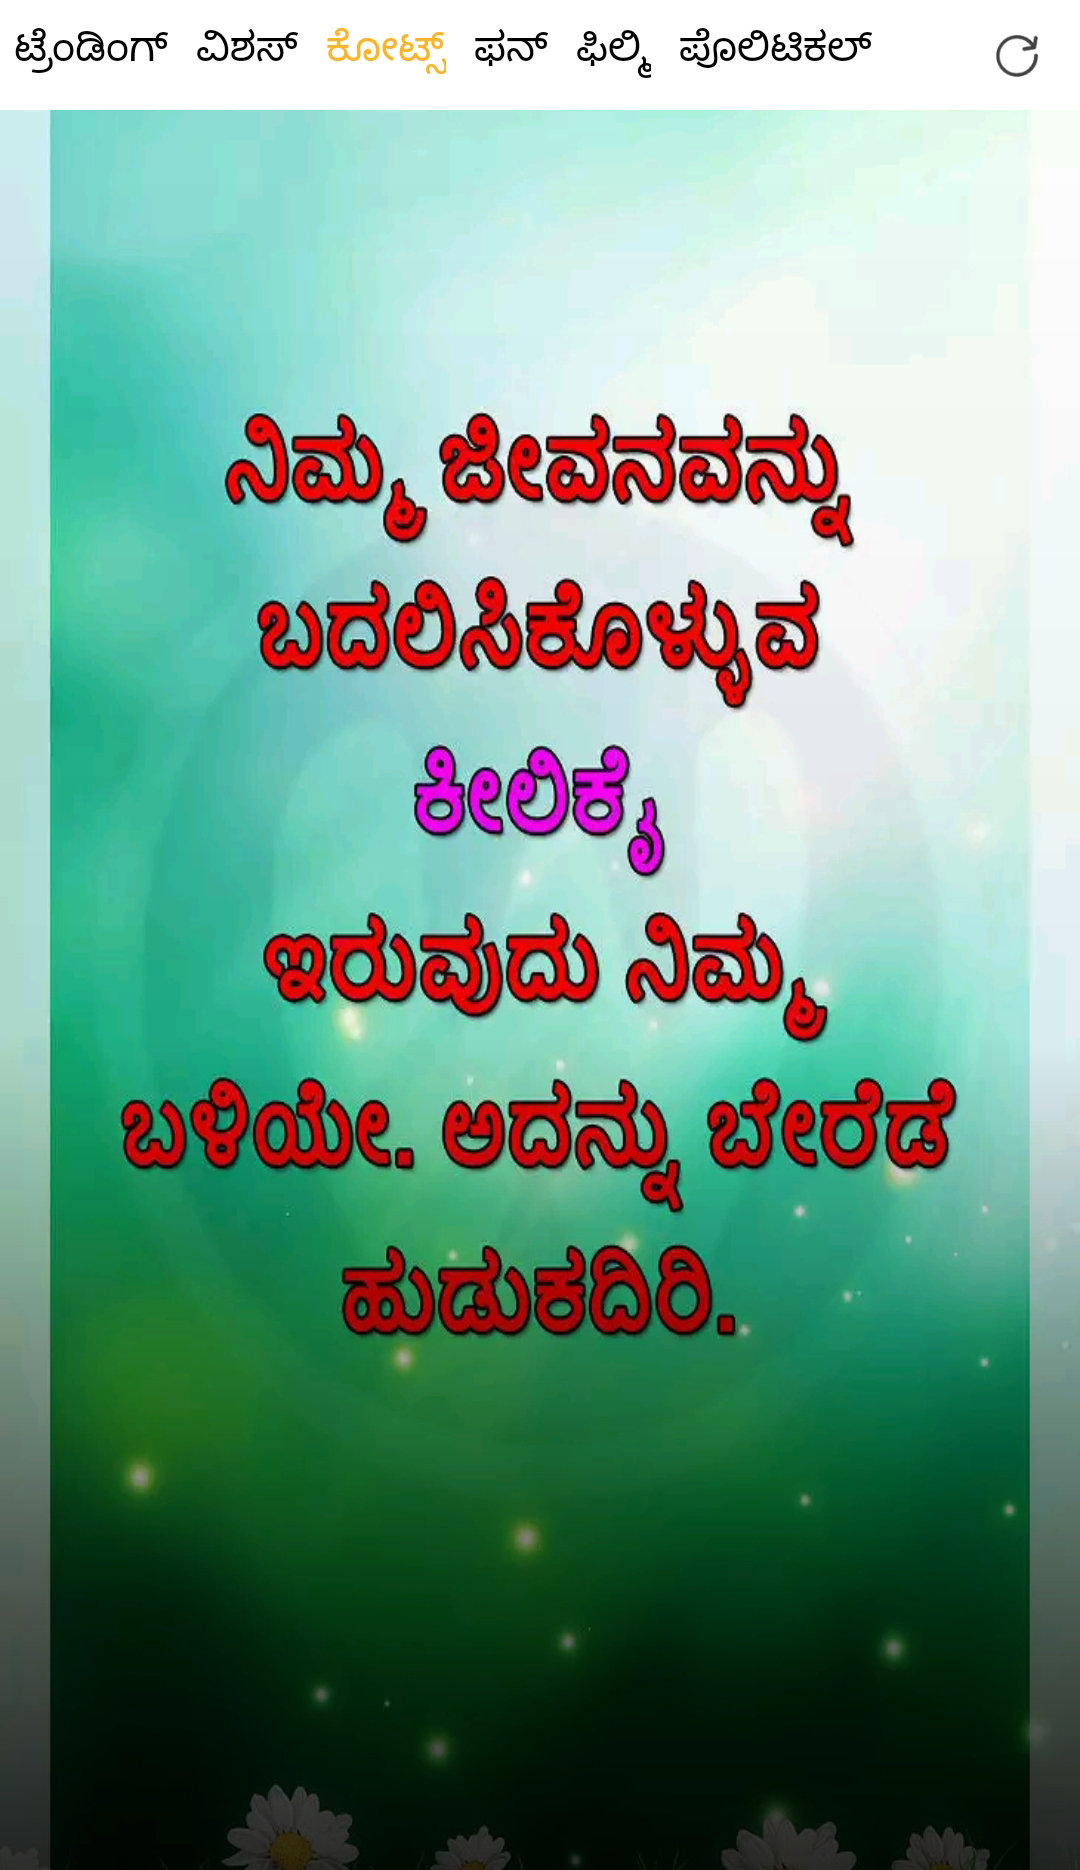 ಟ್ರೆಂಡಿಂಗ್ ವಿಶಸ್ ಕೋಟ್ಸ್ ಫನ್ ಫಿಲ್ಮಿ ಪೊಲಿಟಿಕಲ್
ನಿಮ್ಮ ಜೀವನವನ್ನು
ಬದಲಿಸಿಕೊಳ್ಳುವ
ಕೀಲಿಕೈ
ಇರುವುದು ನಿಮ್ಮ
ಬಳಿಯೇ. ಅದನ್ನು ಬೇರೆಡೆ
ಹುಡುಕದಿರಿ.